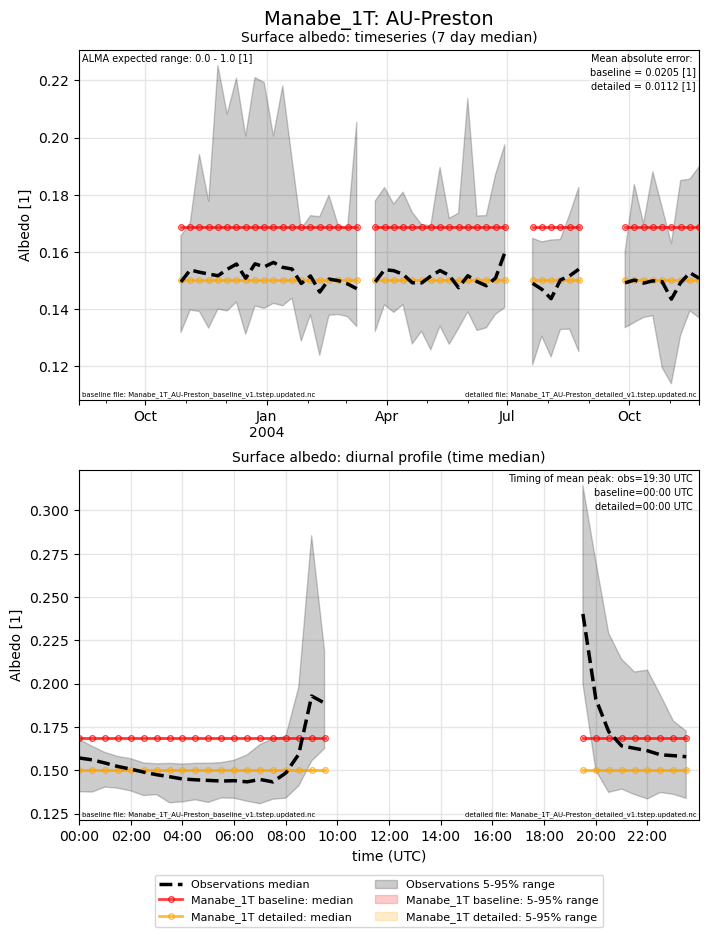 Manabe_1T: AU-Preston
Surface albedo: timeseries (7 day median)
ALMA expected range: 0.0 - 1.0 [1]
Mean absolute error:
baseline = 0.0205 [1]
detailed = 0.0112 [1]
0.22
0.20
0.18
0.16
0.14
0.12
Albedo [1]
baseline file: Manabe_1T_AU-Preston_baseline_v1.tstep.updated.nc
detailed file: Manabe_1T_AU-Preston_detailed_v1.tstep.updated.nc
Oct
Jan
2004
Apr
Jul
Oct
Surface albedo: diurnal profile (time median)
Timing of mean peak: obs=19:30 UTC
baseline=00:00 UTC
detailed=00:00 UTC
0.300
0.275
0.250
0.225
0.200
0.175
0.150
0.125
Albedo [1]
baseline file: Manabe_1T_AU-Preston_baseline_v1.tstep.updated.nc
detailed file: Manabe_1T_AU-Preston_detailed_v1.tstep.updated.nc
00:00 02:00 04:00 06:00 08:00 10:00 12:00 14:00 16:00 18:00 20:00 22:00
time (UTC)
Observations median
Manabe_1T baseline: median
Manabe_1T detailed: median
Observations 5-95% range
Manabe_1T baseline: 5-95% range
Manabe_1T detailed: 5-95% range